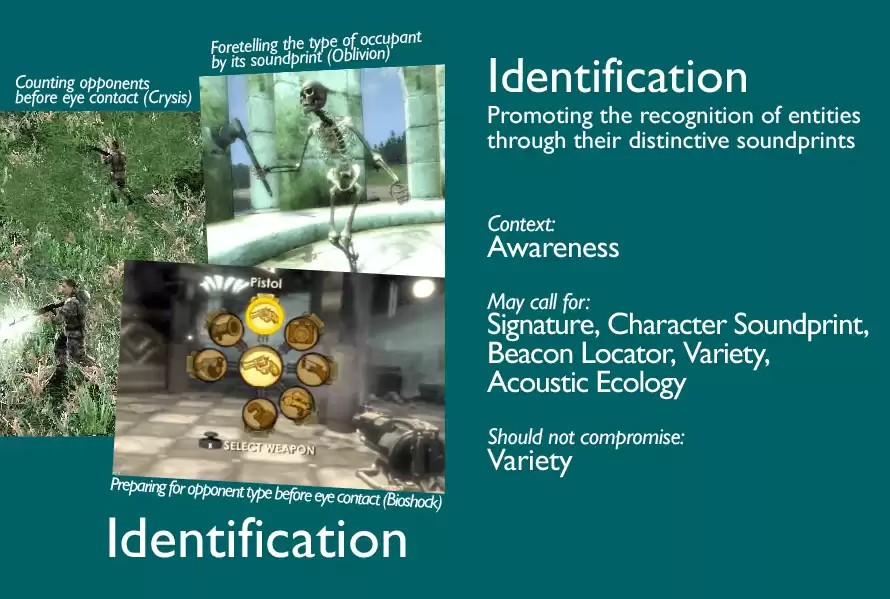 Foretelling the type of occupant
by its soundprint (Oblivion)
Counting opponents
before eye contact (Crysis)
Pistol
SELECT WEAPON
Preparing for opponent type before eye contact (Bioshock)
Identification
Identification
Promoting the recognition of entities
through their distinctive soundprints
Context:
Awareness
May call for:
Signature, Character Soundprint,
Beacon Locator, Variety,
Acoustic Ecology
Should not compromise:
Variety